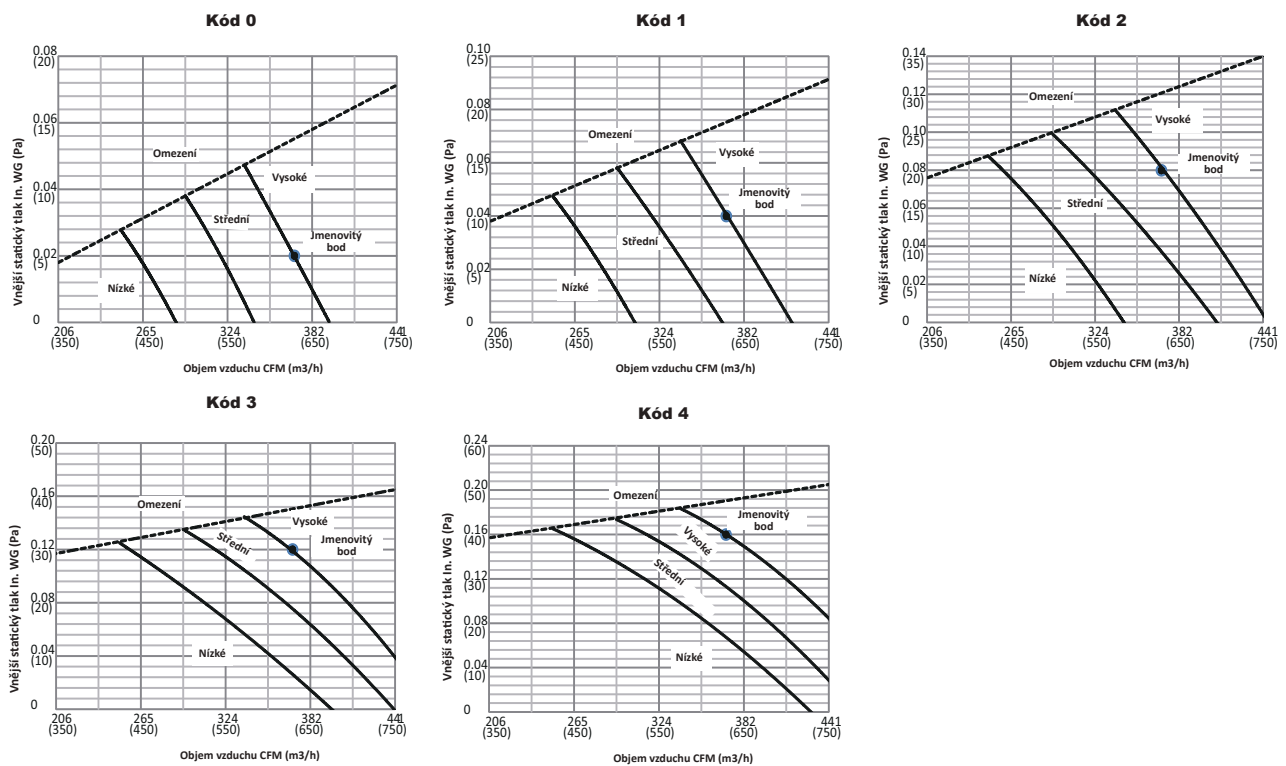 Kód 0
Vnější statický tlak In. WG (Pa)
0.08
(20)
0.06
(15)
0.04
(10)
0.02
(5)
0
Omezení
Vysoké
Střední
Jmenovitý
bod
Nízké
206 265 324 382 441
(350) (450) (550) (650) (750)
Objem vzduchu CFM (m3/h)
Kód 1
Vnější statický tlak In. WG (Pa)
0.10
(25)
0.08
(20)
0.06
(15)
0.04
(10)
0.02
(5)
0
Omezení
Vysoké
Jmenovitý
bod
Střední
Nízké
206 265 324 382 441
(350) (450) (550) (650) (750)
Objem vzduchu CFM (m3/h)
Kód 2
Vnější statický tlak In. WG (Pa)
0.14
(35)
0.12
(30)
0.10
(25)
0.08
(20)
0.06
(15)
0.04
(10)
0.02
(5)
0
Omezení
Vysoké
Jmenovitý
bod
Střední
Nízké
206 265 324 382 441
(350) (450) (550) (650) (750)
Objem vzduchu CFM (m3/h)
Kód 3
Vnější statický tlak In. WG (Pa)
0.20
(50)
0.16
(40)
0.12
(30)
0.08
(20)
0.04
(10)
0
Omezení
Vysoké
Střední
Jmenovitý
bod
Nízké
206 265 324 382 441
(350) (450) (550) (650) (750)
Objem vzduchu CFM (m3/h)
Kód 4
Vnější statický tlak In. WG (Pa)
0.24
(60)
0.20
(50)
0.16
(40)
0.12
(30)
0.08
(20)
0.04
(10)
0
Omezení
Jmenovitý
bod
Vysoké
Střední
Nízké
206 265 324 382 441
(350) (450) (550) (650) (750)
Objem vzduchu CFM (m3/h)